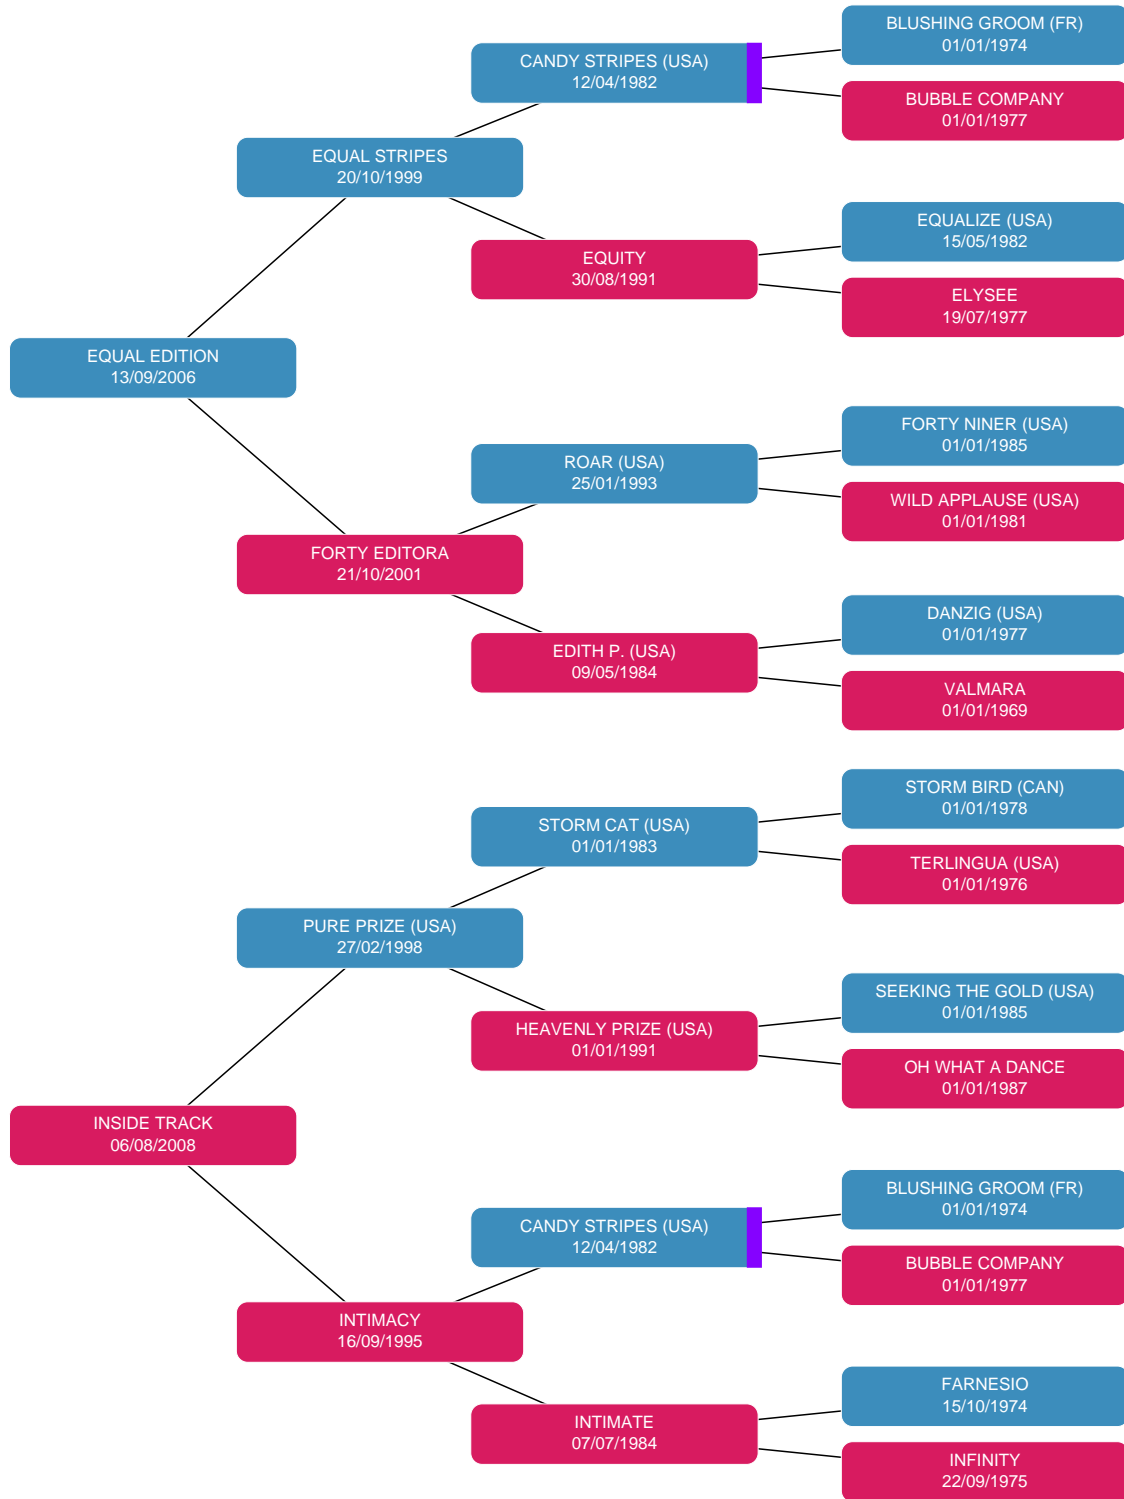 BLUSHING GROOM (FR)
01/01/1974
CANDY STRIPES (USA)
12/04/1982
BUBBLE COMPANY
01/01/1977
EQUAL STRIPES
20/10/1999
EQUALIZE (USA)
15/05/1982
EQUITY
30/08/1991
ELYSEE
19/07/1977
EQUAL EDITION
13/09/2006
FORTY NINER (USA)
01/01/1985
ROAR (USA)
25/01/1993
WILD APPLAUSE (USA)
01/01/1981
FORTY EDITORA
21/10/2001
DANZIG (USA)
01/01/1977
EDITH P. (USA)
09/05/1984
VALMARA
01/01/1969
STORM BIRD (CAN)
01/01/1978
STORM CAT (USA)
01/01/1983
TERLINGUA (USA)
01/01/1976
PURE PRIZE (USA)
27/02/1998
SEEKING THE GOLD (USA)
01/01/1985
HEAVENLY PRIZE (USA)
01/01/1991
OH WHAT A DANCE
01/01/1987
INSIDE TRACK
06/08/2008
BLUSHING GROOM (FR)
01/01/1974
CANDY STRIPES (USA)
12/04/1982
BUBBLE COMPANY
01/01/1977
INTIMACY
16/09/1995
FARNESIO
15/10/1974
INTIMATE
07/07/1984
INFINITY
22/09/1975